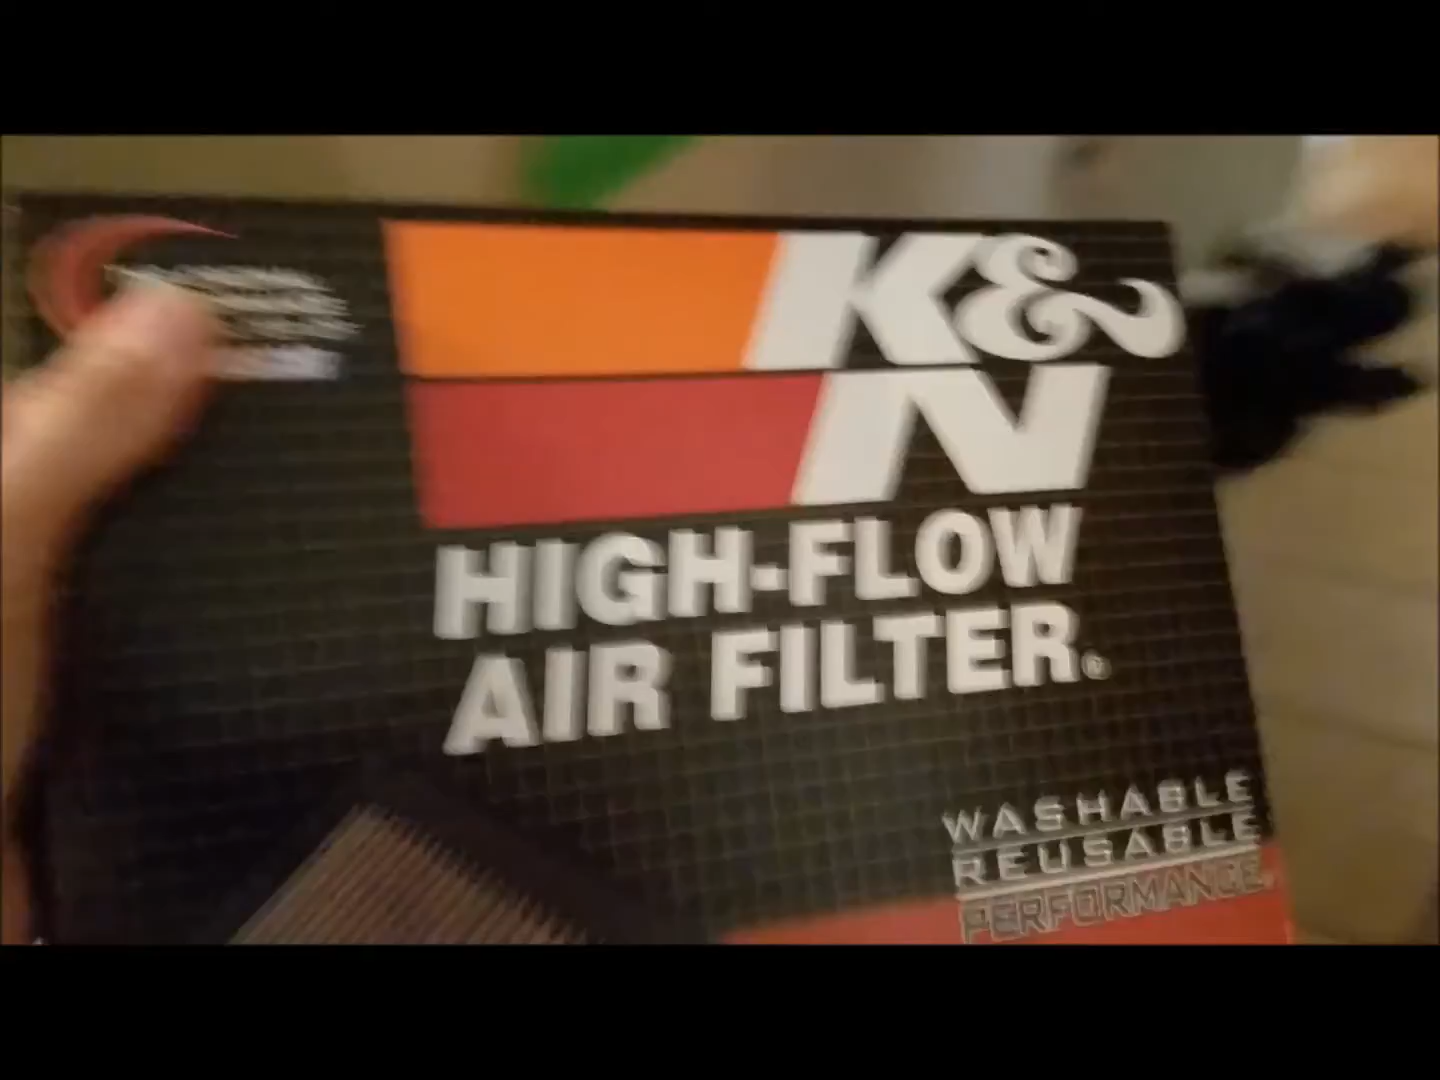 K&
N
HIGH-FLOW
AIR FILTER®
WASHABLE
REUSABLE
PERFORMANCE